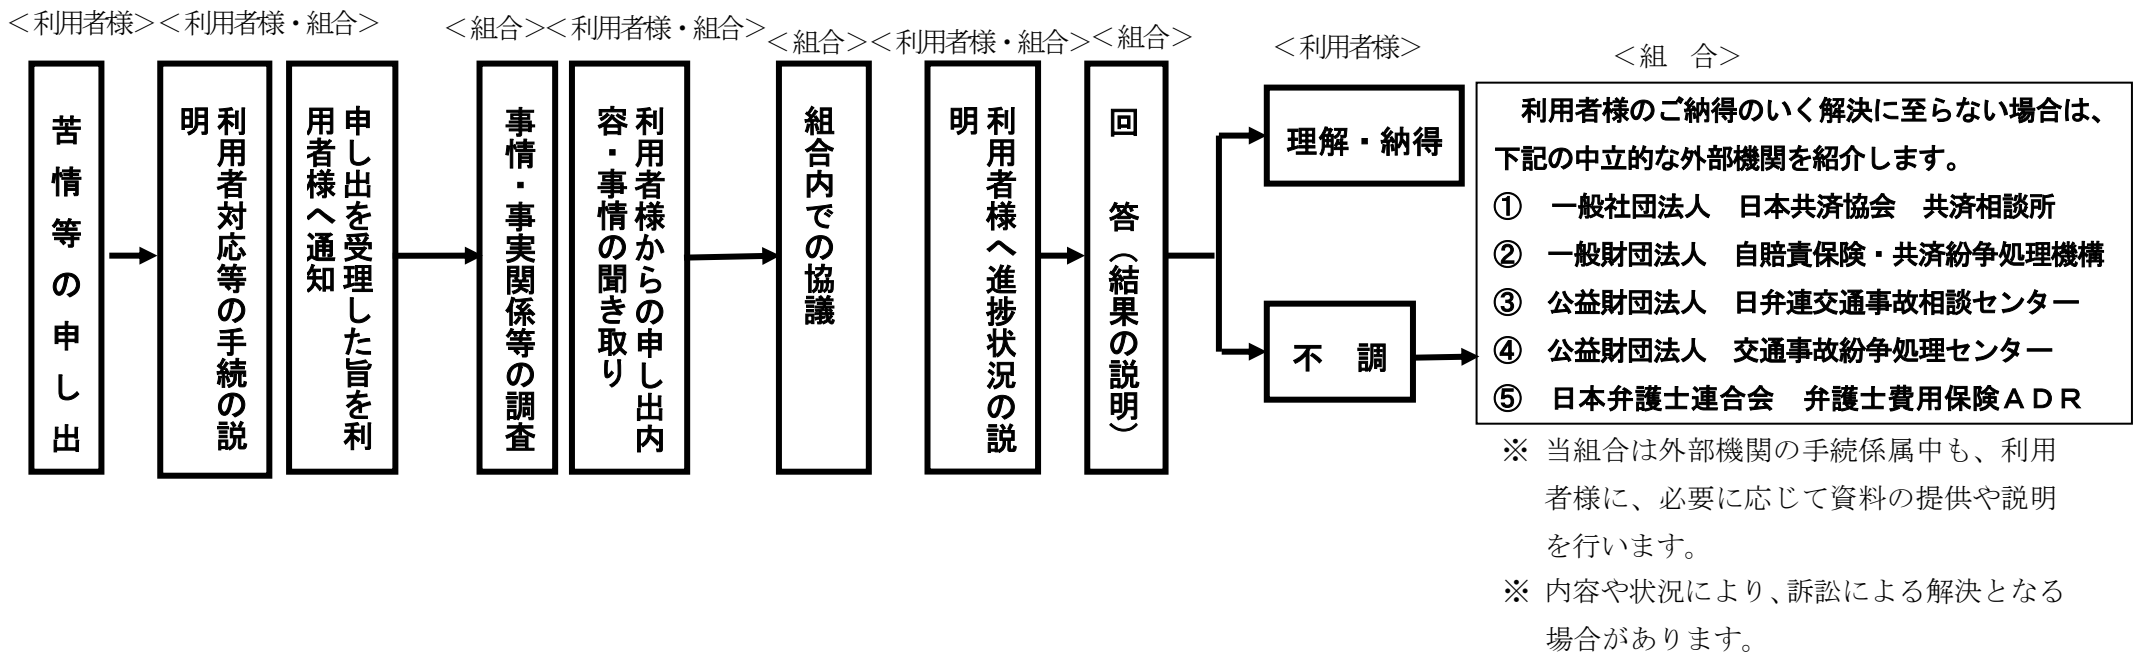 ＜利用者様＞
＜利用者様・組合＞
＜組合＞
＜利用者様・組合＞
＜組合＞
＜利用者様・組合＞
＜組合＞
＜利用者様＞
＜組　合＞
苦情等の申し出
利用者対応等の手続の説
明
申し出を受理した旨を利
用者様へ通知
事情・事実関係等の調査
利用者様からの申し出内
容・事情の聞き取り
組合内での協議
利用者様へ進捗状況の説
明
回　答（結果の説明）
理解・納得
不　調
利用者様のご納得のいく解決に至らない場合は、
下記の中立的な外部機関を紹介します。
①　一般社団法人　日本共済協会　共済相談所
②　一般財団法人　自賠責保険・共済紛争処理機構
③　公益財団法人　日弁連交通事故相談センター
④　公益財団法人　交通事故紛争処理センター
⑤　日本弁護士連合会　弁護士費用保険ＡＤＲ
※ 当組合は外部機関の手続係属中も、利用
者様に、必要に応じて資料の提供や説明
を行います。
※ 内容や状況により、訴訟による解決となる
場合があります。